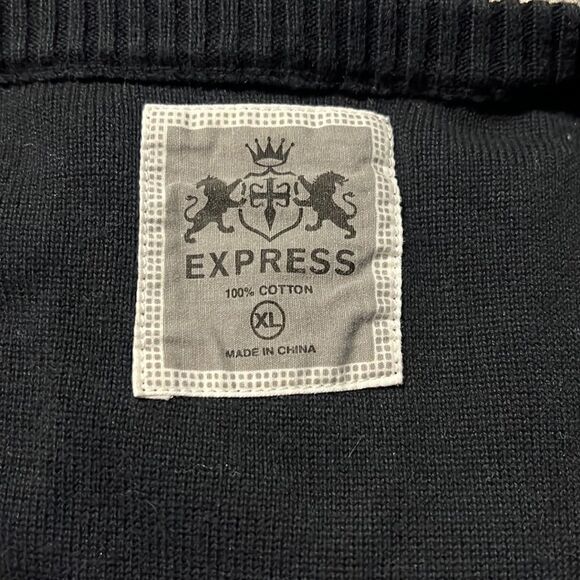 EXPRESS
100% COTTON
XL
MADE IN CHINA